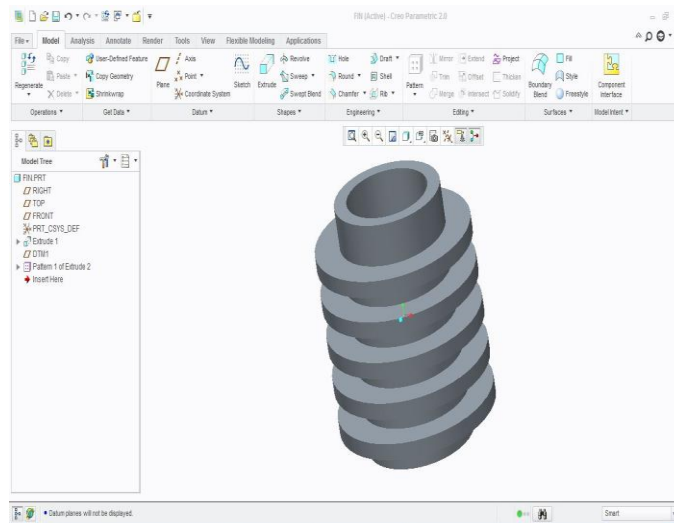 FIN (Active) - Creo Parametric 2.0
File Model Analysis Annotate Render Tools View Flexible Modeling Applications
Regenerate
Copy
Paste
Delete
User-Defined Feature
Copy Geometry
Shrinkwrap
Plane
Axis
Point
Coordinate System
Sketch
Extrude
Revolve
Sweep
Swept Blend
Hole
Round
Chamfer
Draft
Shell
Rib
Pattern
Mirror
Trim
Merge
Extend
Offset
Intersect
Project
Thicken
Solidify
Boundary Blend
Fill
Style
Freestyle
Component Interface
Operations Get Data Datum Shapes Engineering Editing Surfaces Model Intent
Model Tree
FIN.PRT
RIGHT
TOP
FRONT
PRT_CSYS_DEF
Extrude 1
DTM1
Pattern 1 of Extrude 2
Insert Here
Datum planes will not be displayed.
Smart